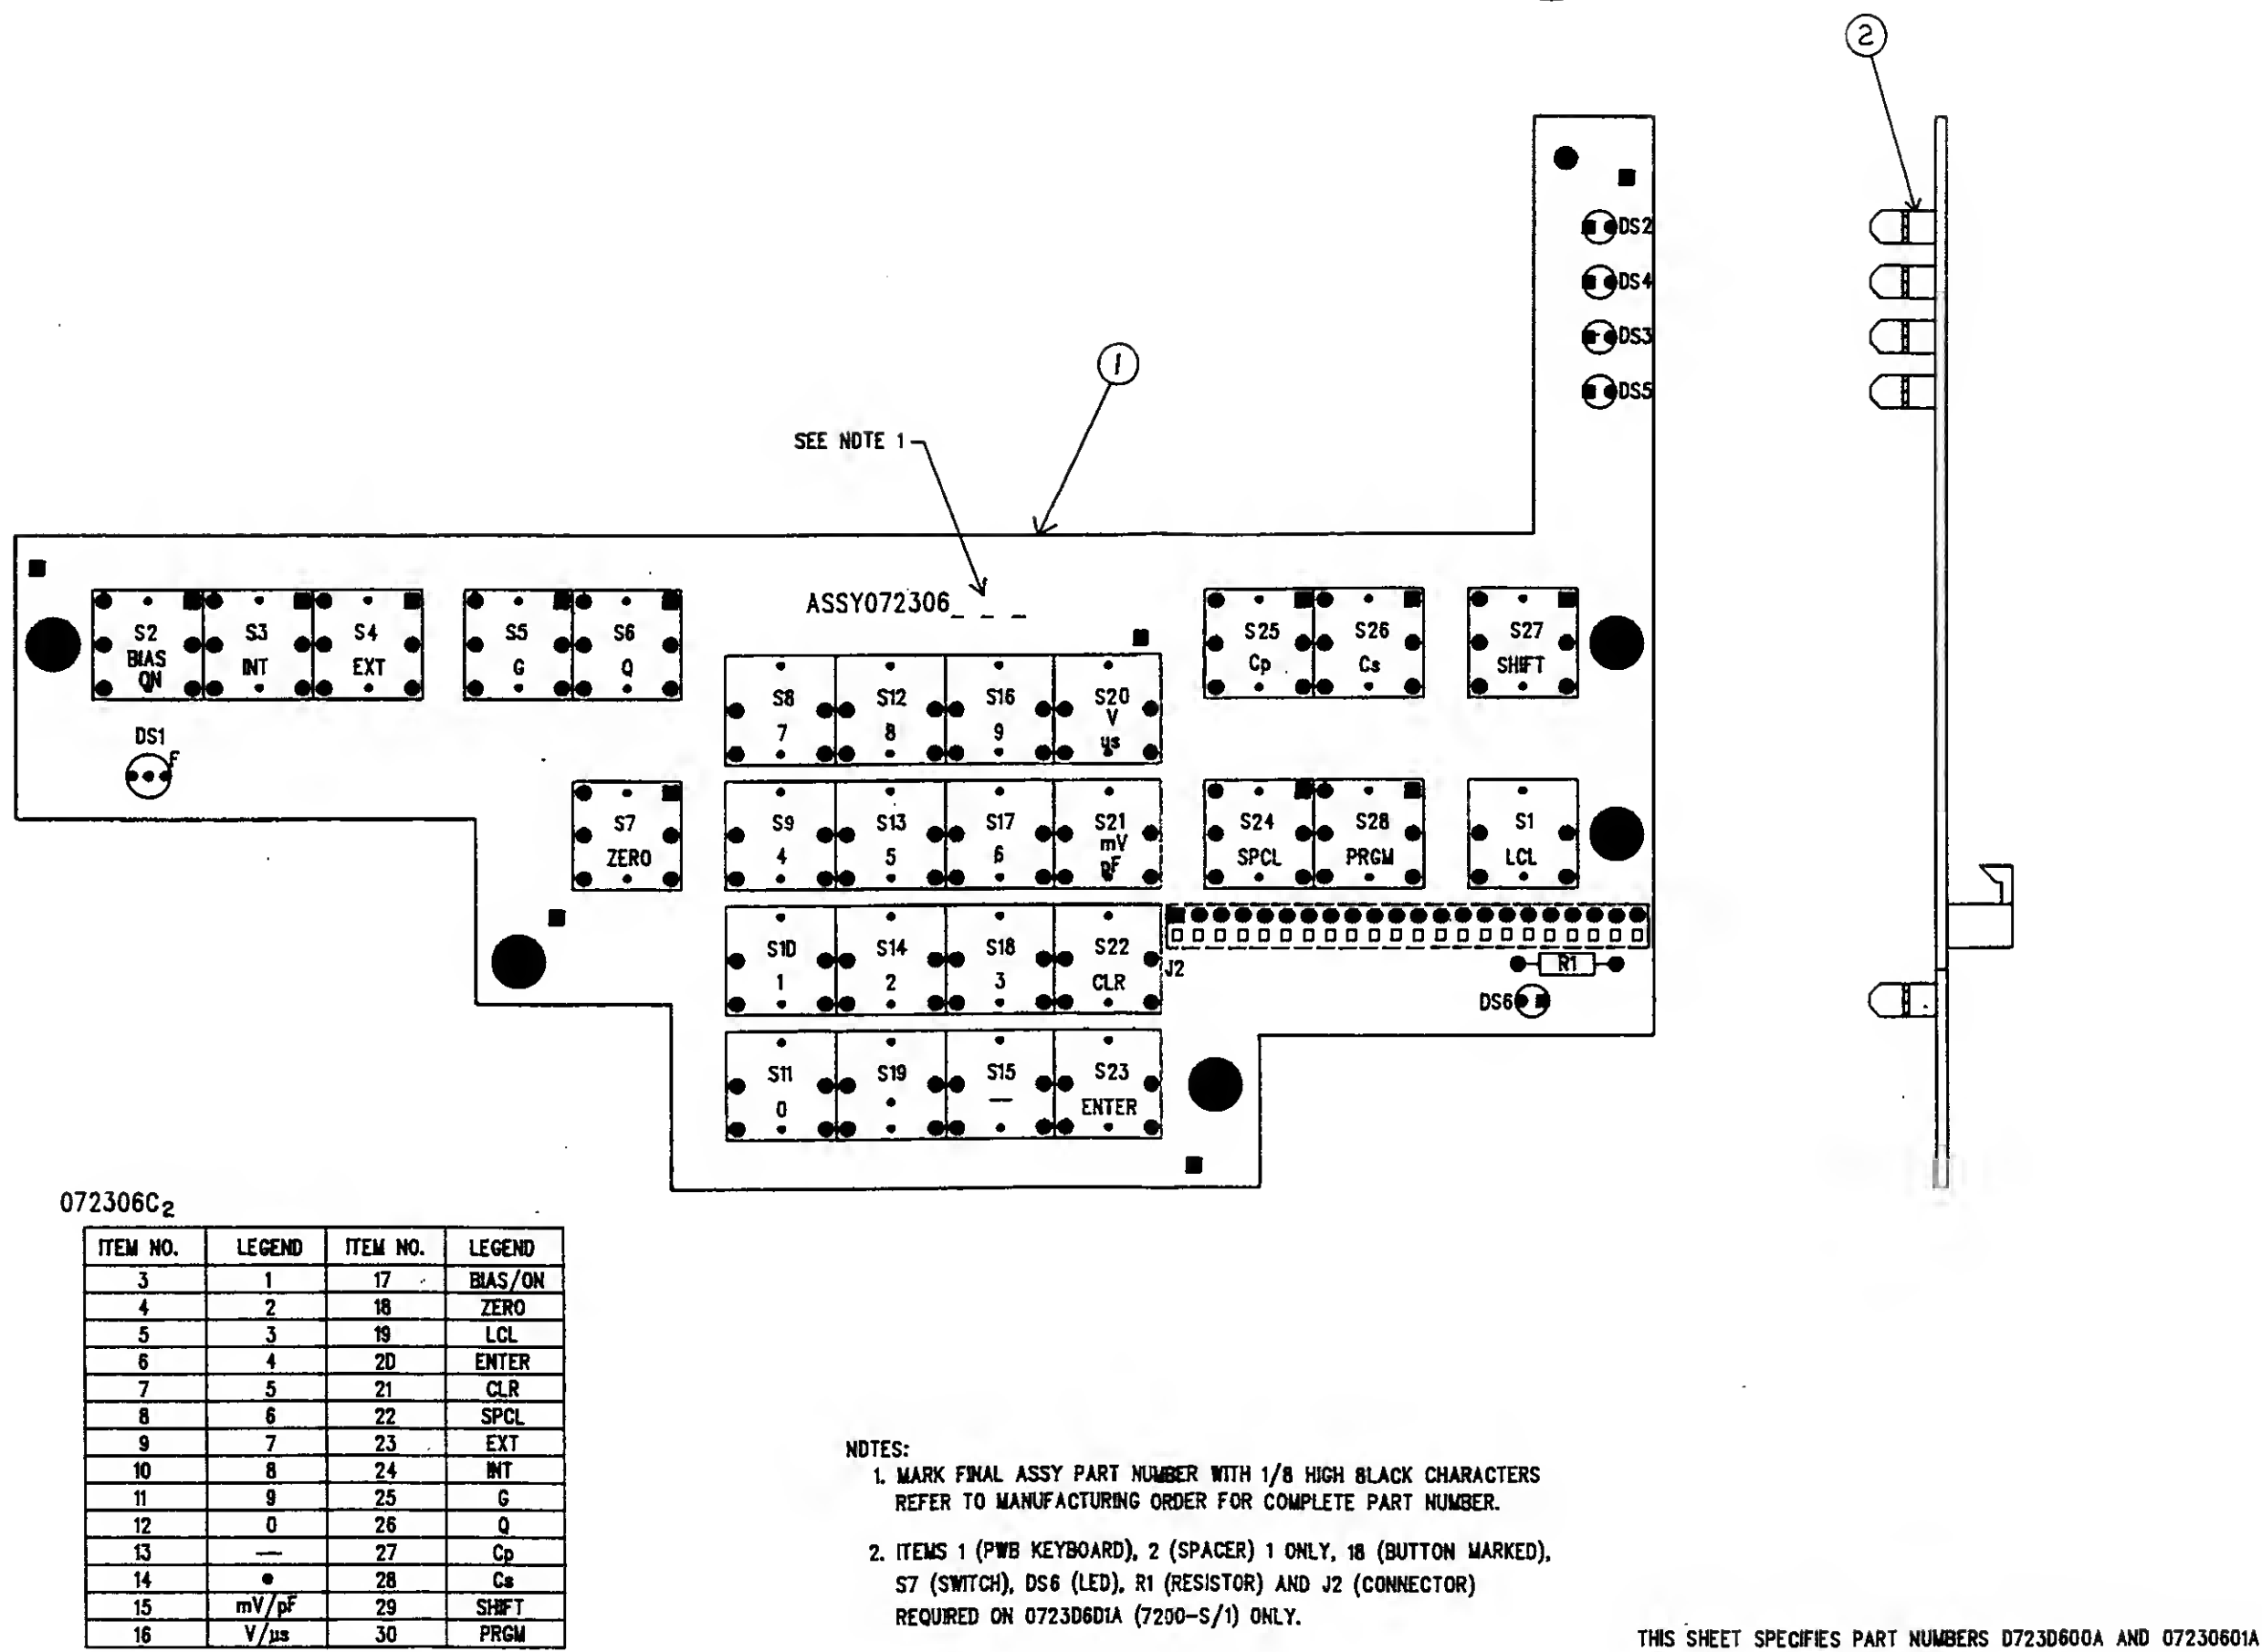 2
DS2
DS4
DS3
DS5
1
SEE NOTE 1
ASSY072306_ _ _
S2 S3 S4 S5 S6 S25 S26 S27
BIAS ON INT EXT G Q Cp Cs SHIFT
S8 S12 S16 S20
7 8 9 V µs
DS1
F
S7 S9 S13 S17 S21 S24 S28 S1
ZERO 4 5 6 mV pF SPCL PRGM LCL
S10 S14 S18 S22
1 2 3 CLR
J2
R1
DS6
S11 S19 S15 S23
0 • — ENTER
072306C2
ITEM NO. LEGEND ITEM NO. LEGEND
3 1 17 BIAS/ON
4 2 18 ZERO
5 3 19 LCL
6 4 20 ENTER
7 5 21 CLR
8 6 22 SPCL
9 7 23 EXT
10 8 24 INT
11 9 25 G
12 0 26 Q
13 — 27 Cp
14 • 28 Cs
15 mV/pF 29 SHIFT
16 V/µs 30 PRGM
NOTES:
1. MARK FINAL ASSY PART NUMBER WITH 1/8 HIGH BLACK CHARACTERS
REFER TO MANUFACTURING ORDER FOR COMPLETE PART NUMBER.
2. ITEMS 1 (PWB KEYBOARD), 2 (SPACER) 1 ONLY, 18 (BUTTON MARKED),
S7 (SWITCH), DS6 (LED), R1 (RESISTOR) AND J2 (CONNECTOR)
REQUIRED ON 07230601A (7200-S/1) ONLY.
THIS SHEET SPECIFIES PART NUMBERS 07230600A AND 07230601A